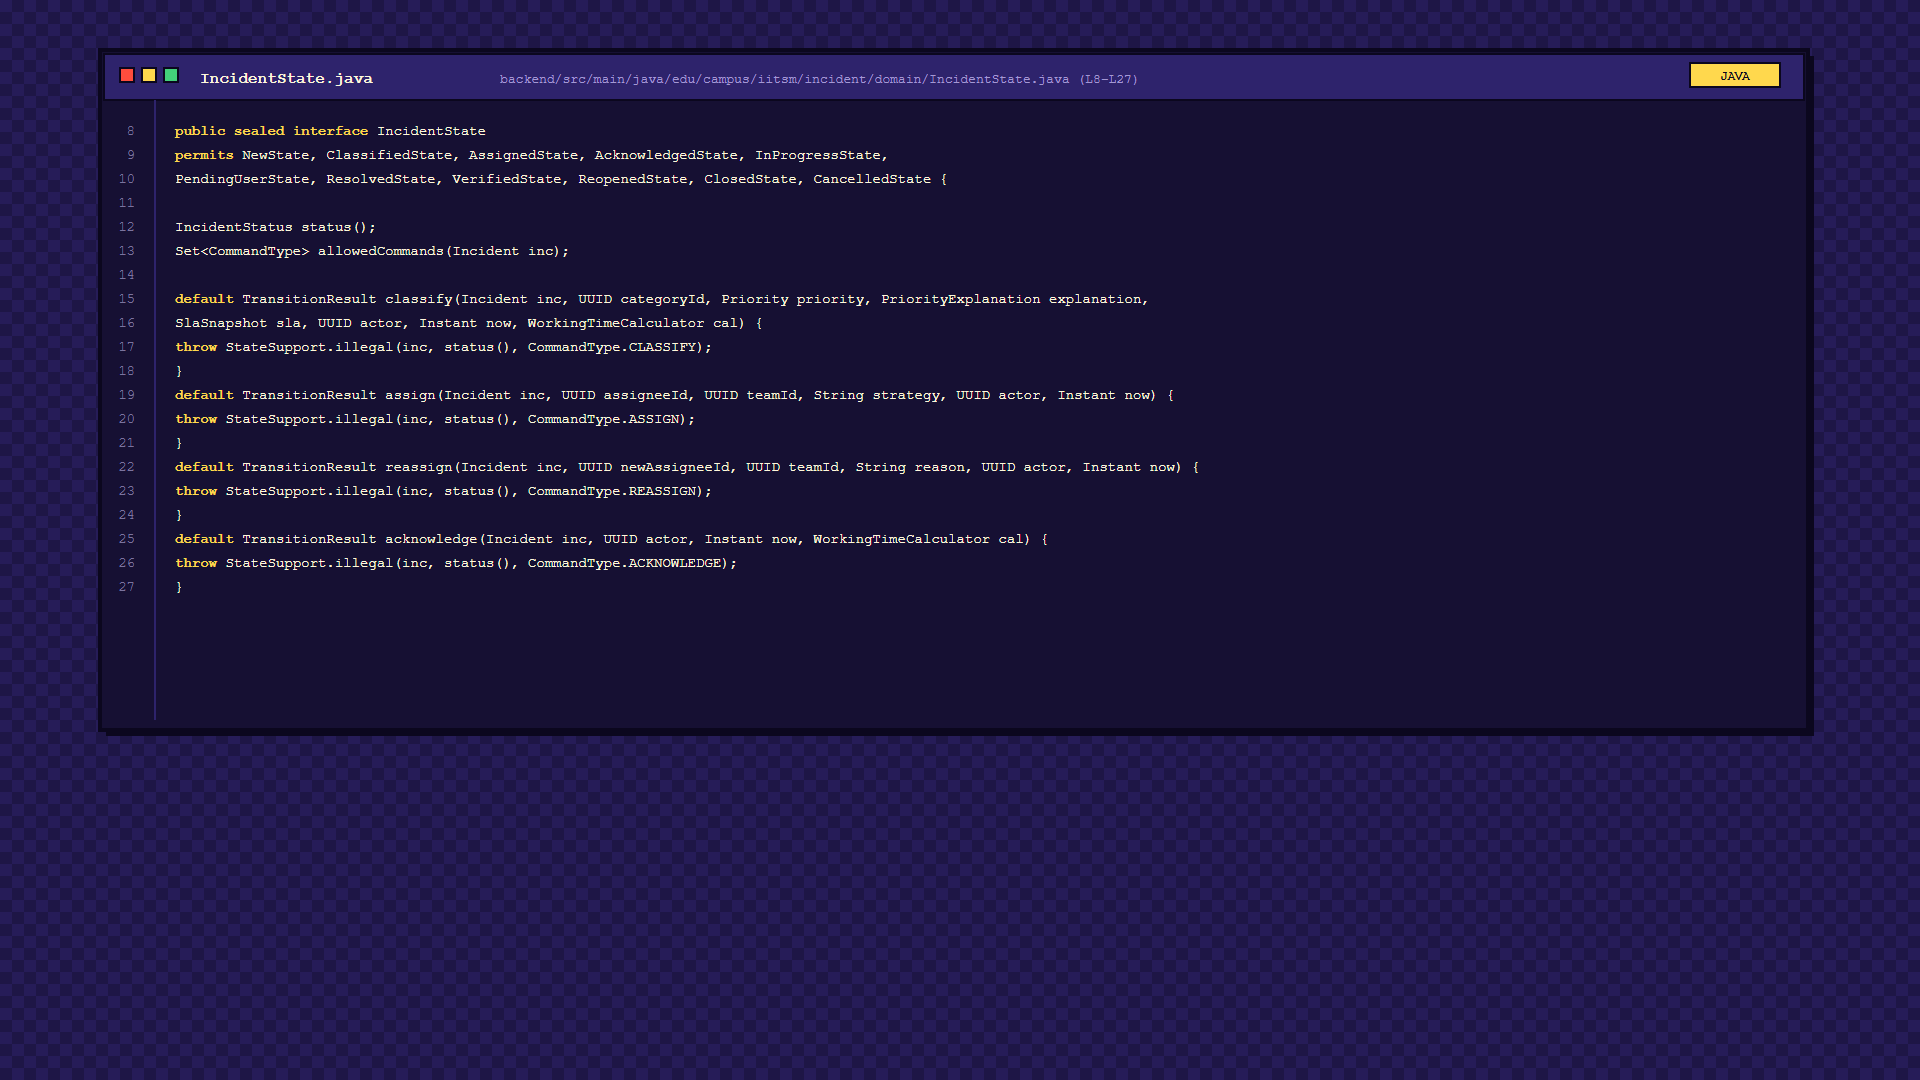 IncidentState.java
backend/src/main/java/edu/campus/iitsm/incident/domain/IncidentState.java (L8-L27)
JAVA
8 public sealed interface IncidentState
9 permits NewState, ClassifiedState, AssignedState, AcknowledgedState, InProgressState,
10 PendingUserState, ResolvedState, VerifiedState, ReopenedState, ClosedState, CancelledState {
11
12 IncidentStatus status();
13 Set<CommandType> allowedCommands(Incident inc);
14
15 default TransitionResult classify(Incident inc, UUID categoryId, Priority priority, PriorityExplanation explanation,
16 SlaSnapshot sla, UUID actor, Instant now, WorkingTimeCalculator cal) {
17 throw StateSupport.illegal(inc, status(), CommandType.CLASSIFY);
18 }
19 default TransitionResult assign(Incident inc, UUID assigneeId, UUID teamId, String strategy, UUID actor, Instant now) {
20 throw StateSupport.illegal(inc, status(), CommandType.ASSIGN);
21 }
22 default TransitionResult reassign(Incident inc, UUID newAssigneeId, UUID teamId, String reason, UUID actor, Instant now) {
23 throw StateSupport.illegal(inc, status(), CommandType.REASSIGN);
24 }
25 default TransitionResult acknowledge(Incident inc, UUID actor, Instant now, WorkingTimeCalculator cal) {
26 throw StateSupport.illegal(inc, status(), CommandType.ACKNOWLEDGE);
27 }